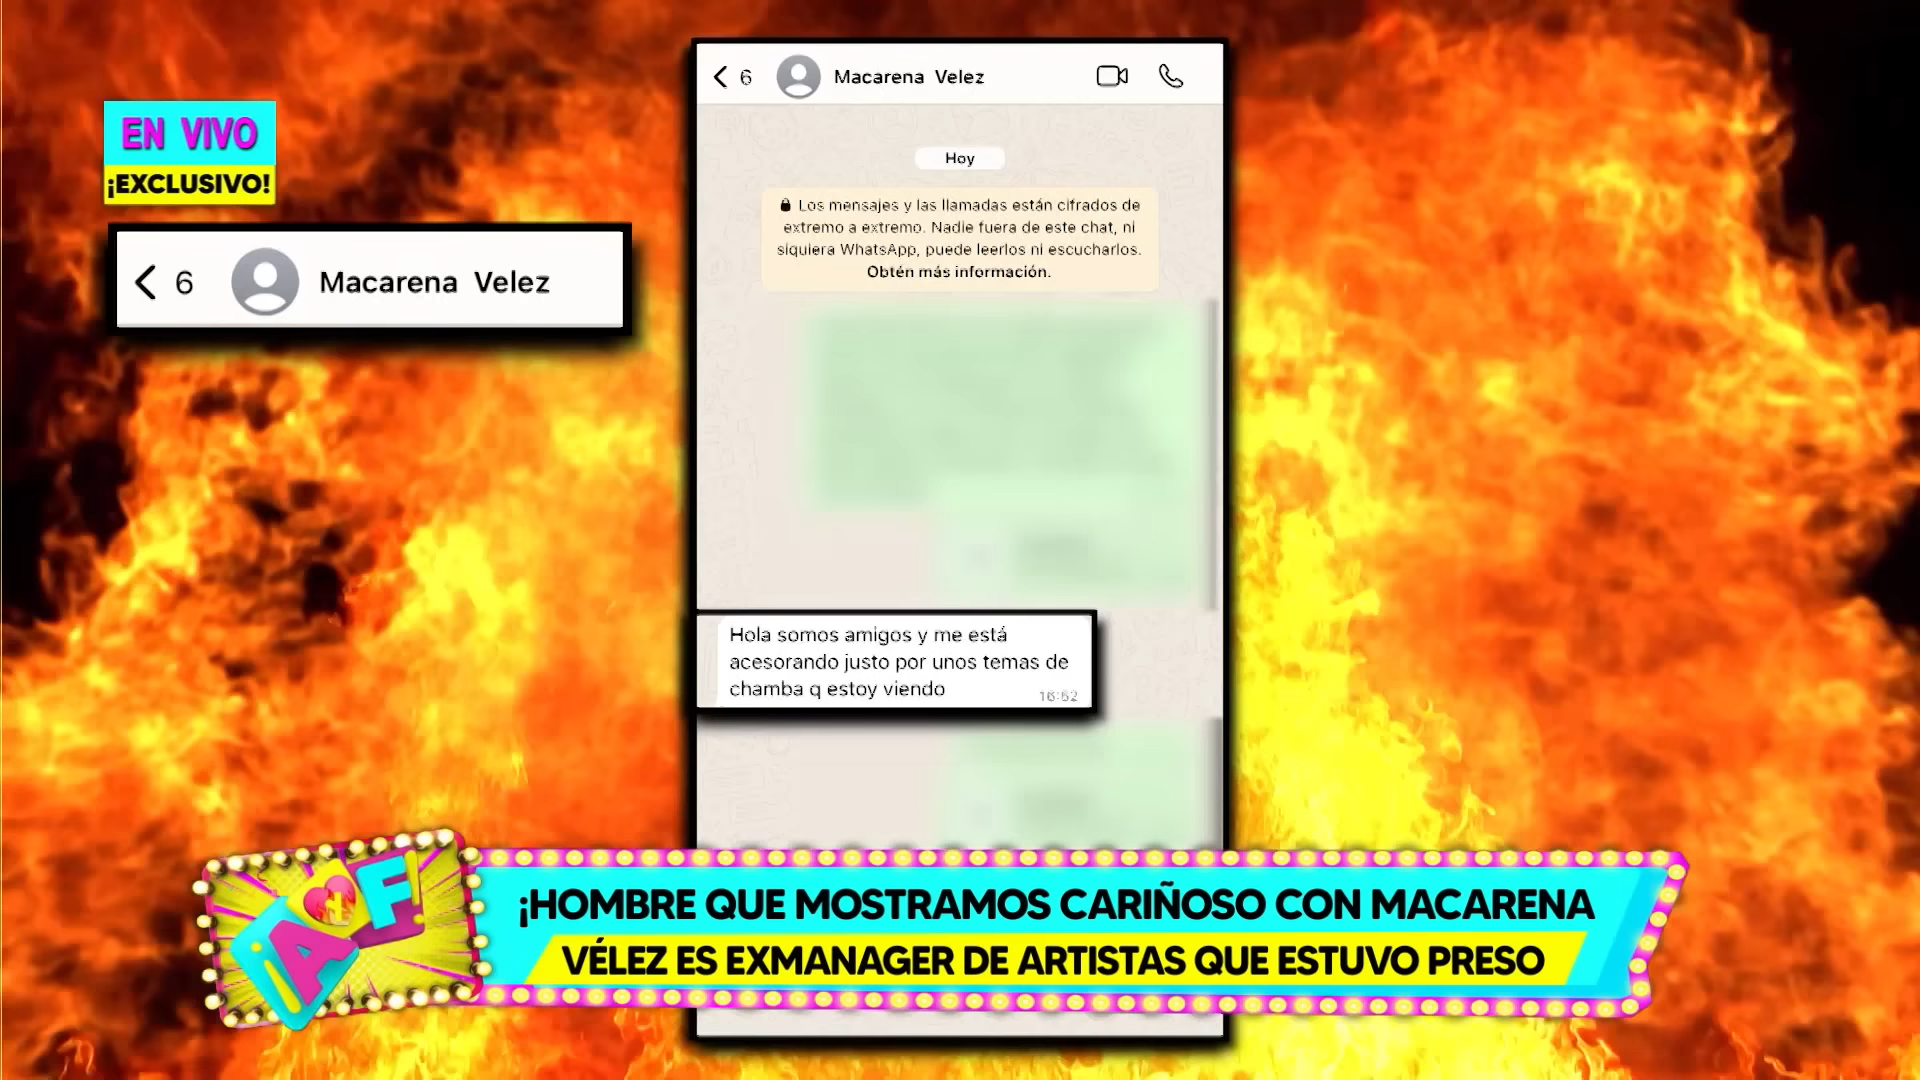 EN VIVO
¡EXCLUSIVO!
< 6 Macarena Velez
< 6 Macarena Velez
Hoy
Los mensajes y las llamadas están cifrados de
extremo a extremo. Nadie fuera de este chat, ni
siquiera WhatsApp, puede leerlos ni escucharlos.
Obtén más información.
Hola somos amigos y me está
acesorando justo por unos temas de
chamba q estoy viendo
16:52
¡A F!
¡HOMBRE QUE MOSTRAMOS CARIÑOSO CON MACARENA
VÉLEZ ES EXMANAGER DE ARTISTAS QUE ESTUVO PRESO